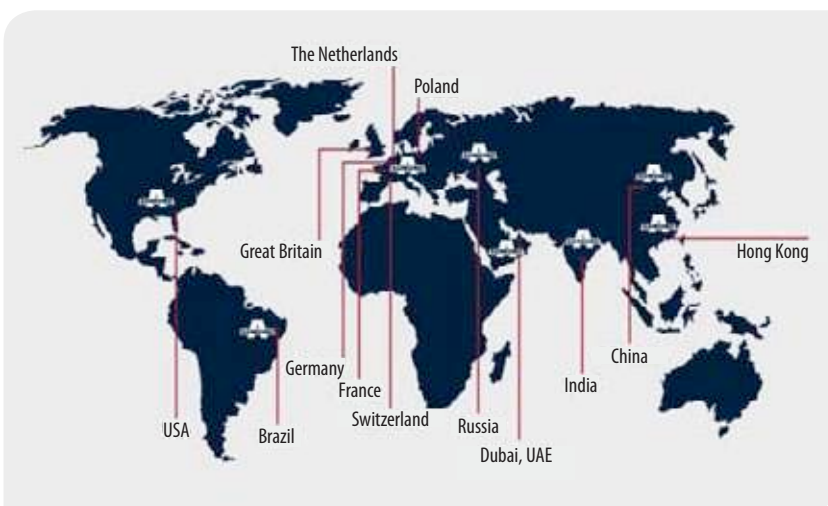 The Netherlands
Poland
Great Britain
Hong Kong
China
Germany
France
India
Switzerland
Russia
USA
Brazil
Dubai, UAE